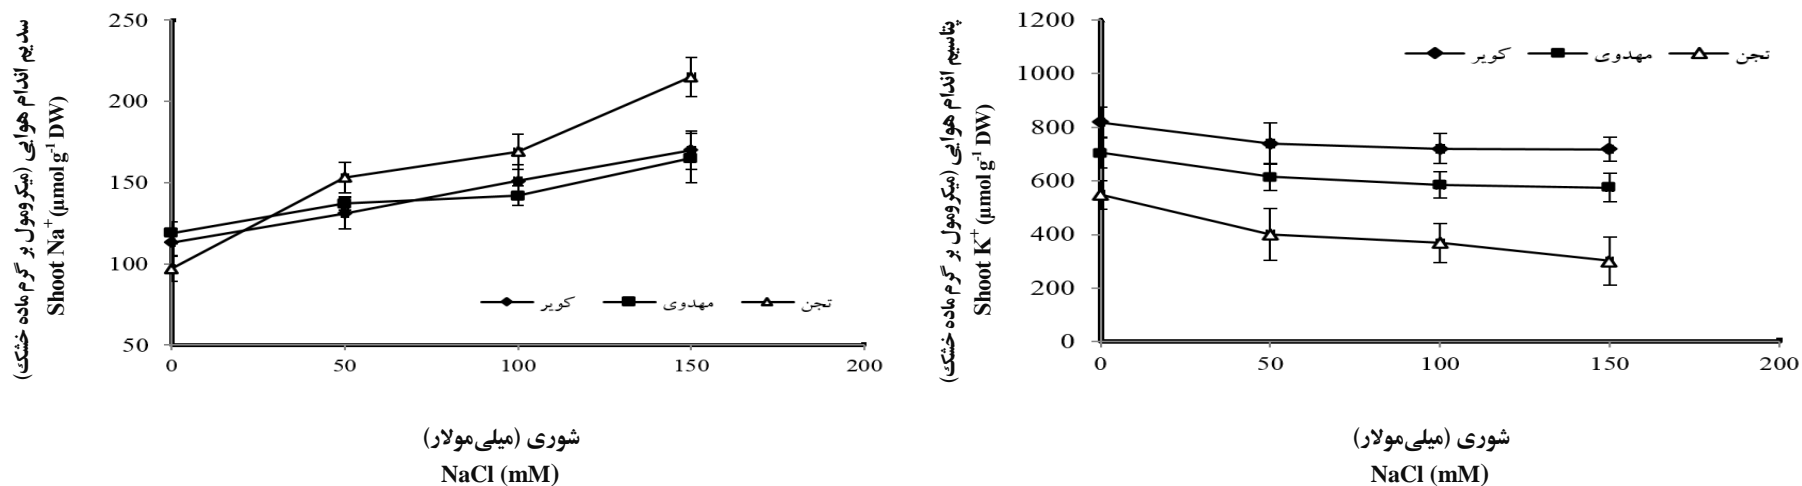 سدیم اندام هوایی (میکرومول بر گرم ماده خشک)
Shoot Na⁺ (µmol g⁻¹ DW)
250
200
150
100
50
0
50
100
150
200
کویر
مهدوی
تجن
شوری (میلی‌مولار)
NaCl (mM)
پتاسیم اندام هوایی (میکرومول بر گرم ماده خشک)
Shoot K⁺ (µmol g⁻¹ DW)
1200
1000
800
600
400
200
0
0
50
100
150
200
کویر
مهدوی
تجن
شوری (میلی‌مولار)
NaCl (mM)